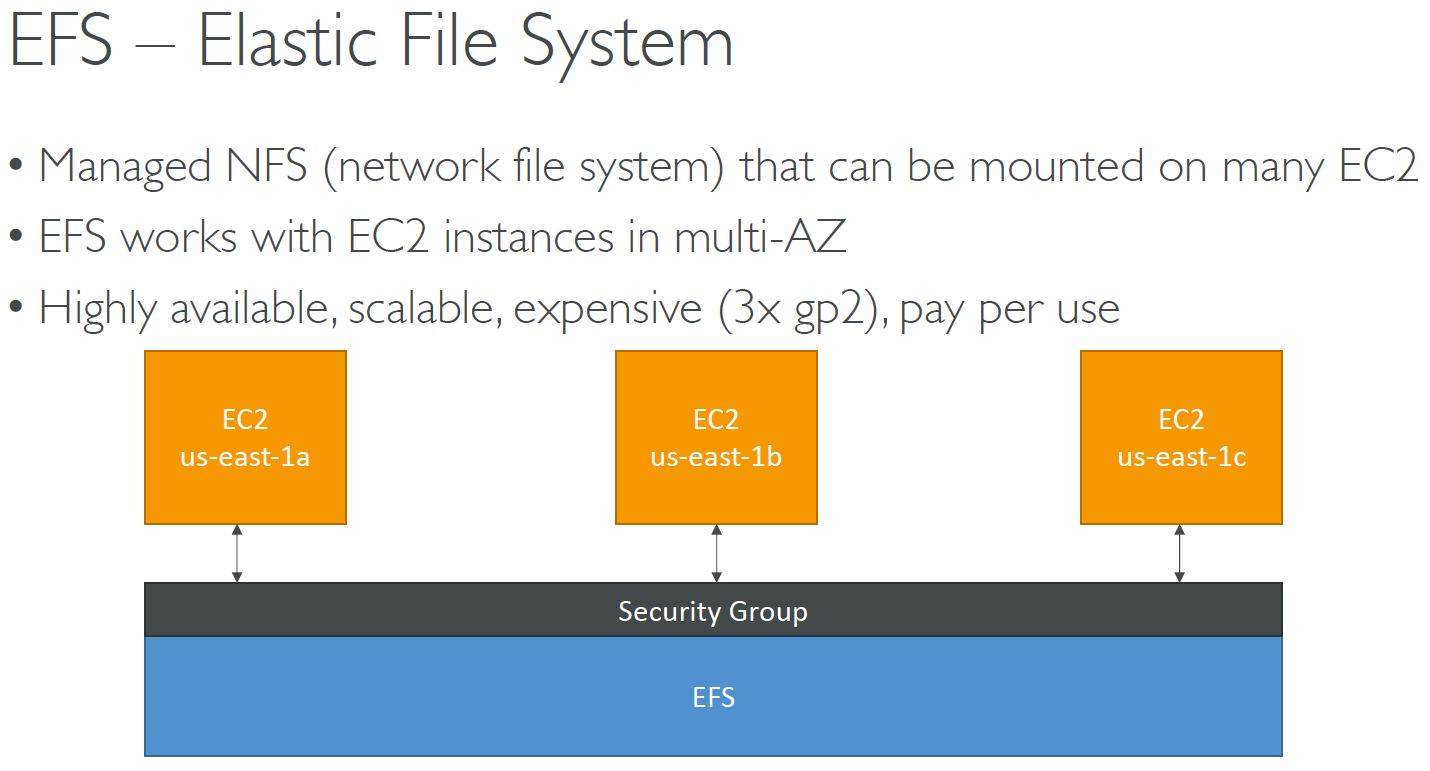 EFS – Elastic File System
• Managed NFS (network file system) that can be mounted on many EC2
• EFS works with EC2 instances in multi-AZ
• Highly available, scalable, expensive (3x gp2), pay per use
EC2
us-east-1a
EC2
us-east-1b
EC2
us-east-1c
Security Group
EFS